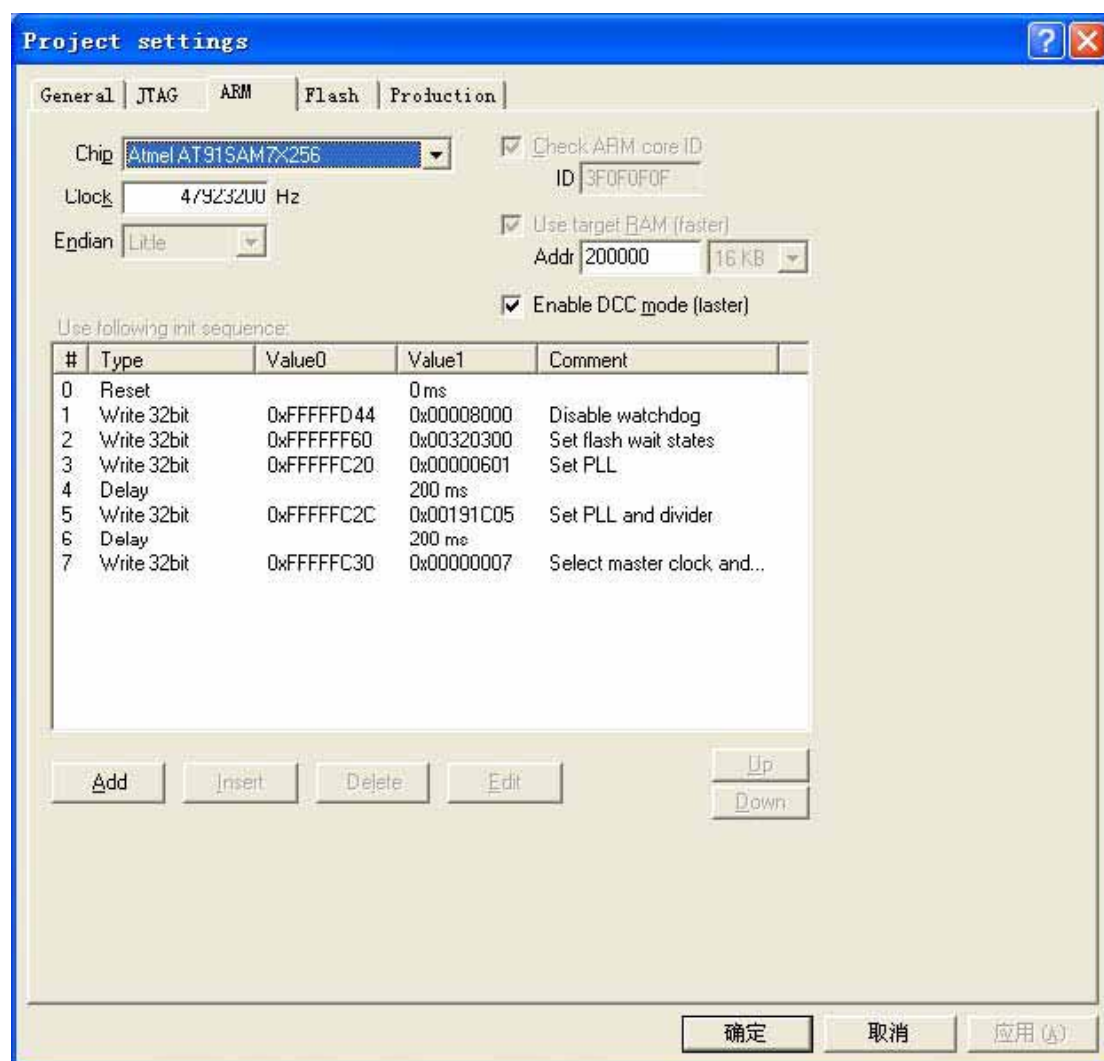 Project settings
General JTAG ARM Flash Production
Chip Atmel AT91SAM7X256
Clock 47923200 Hz
Endian Little
Check ARM core ID
ID 3F0F0F0F
Use target RAM (faster)
Addr 200000 16 KB
Enable DCC mode (faster)
Use following init sequence:
# Type Value0 Value1 Comment
0 Reset 0 ms
1 Write 32bit 0xFFFFFD44 0x00008000 Disable watchdog
2 Write 32bit 0xFFFFFF60 0x00320300 Set flash wait states
3 Write 32bit 0xFFFFFC20 0x00000601 Set PLL
4 Delay 200 ms
5 Write 32bit 0xFFFFFC2C 0x00191C05 Set PLL and divider
6 Delay 200 ms
7 Write 32bit 0xFFFFFC30 0x00000007 Select master clock and...
Add Insert Delete Edit Up
Down
确定 取消 应用(A)